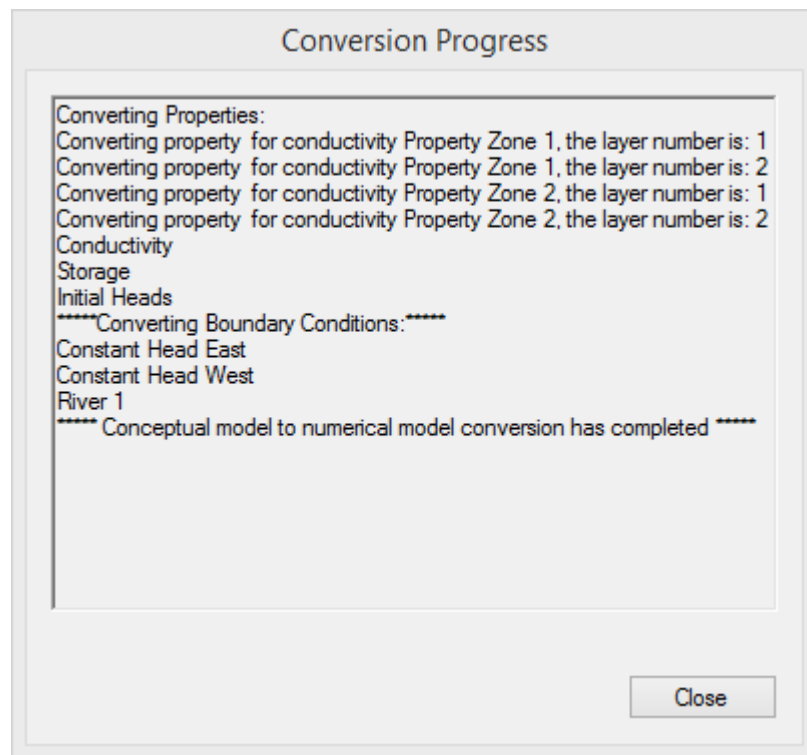 Conversion Progress
Converting Properties:
Converting property  for conductivity Property Zone 1, the layer number is: 1
Converting property  for conductivity Property Zone 1, the layer number is: 2
Converting property  for conductivity Property Zone 2, the layer number is: 1
Converting property  for conductivity Property Zone 2, the layer number is: 2
Conductivity
Storage
Initial Heads
*****Converting Boundary Conditions:*****
Constant Head East
Constant Head West
River 1
***** Conceptual model to numerical model conversion has completed *****
Close